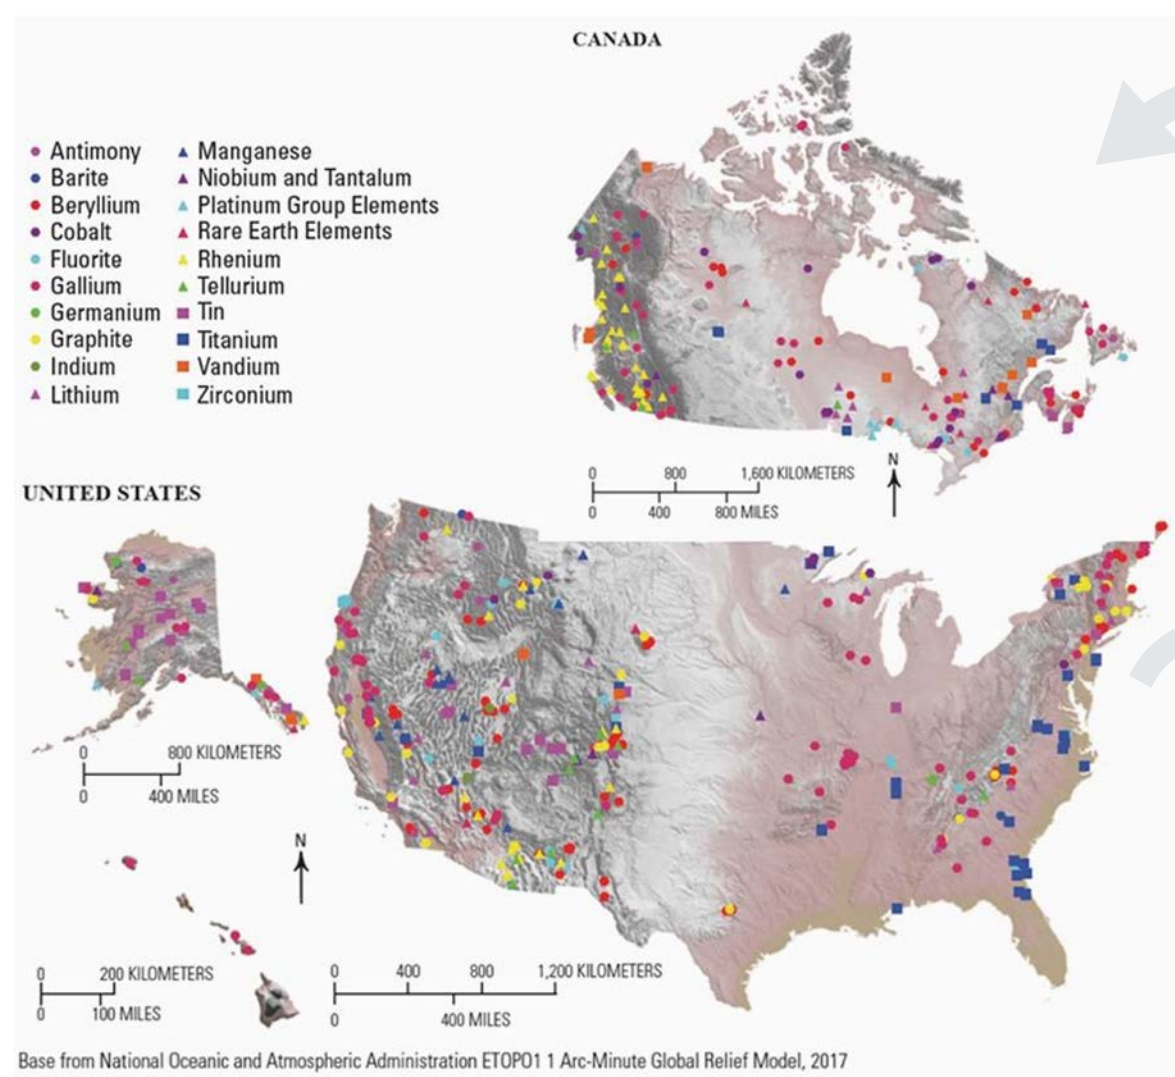 CANADA
Antimony
Barite
Beryllium
Cobalt
Fluorite
Gallium
Germanium
Graphite
Indium
Lithium
Manganese
Niobium and Tantalum
Platinum Group Elements
Rare Earth Elements
Rhenium
Tellurium
Tin
Titanium
Vandium
Zirconium
0 800 1,600 KILOMETERS
0 400 800 MILES
N
UNITED STATES
0 800 KILOMETERS
0 400 MILES
N
0 200 KILOMETERS
0 100 MILES
0 400 800 1,200 KILOMETERS
0 400 MILES
Base from National Oceanic and Atmospheric Administration ETOPO1 1 Arc-Minute Global Relief Model, 2017